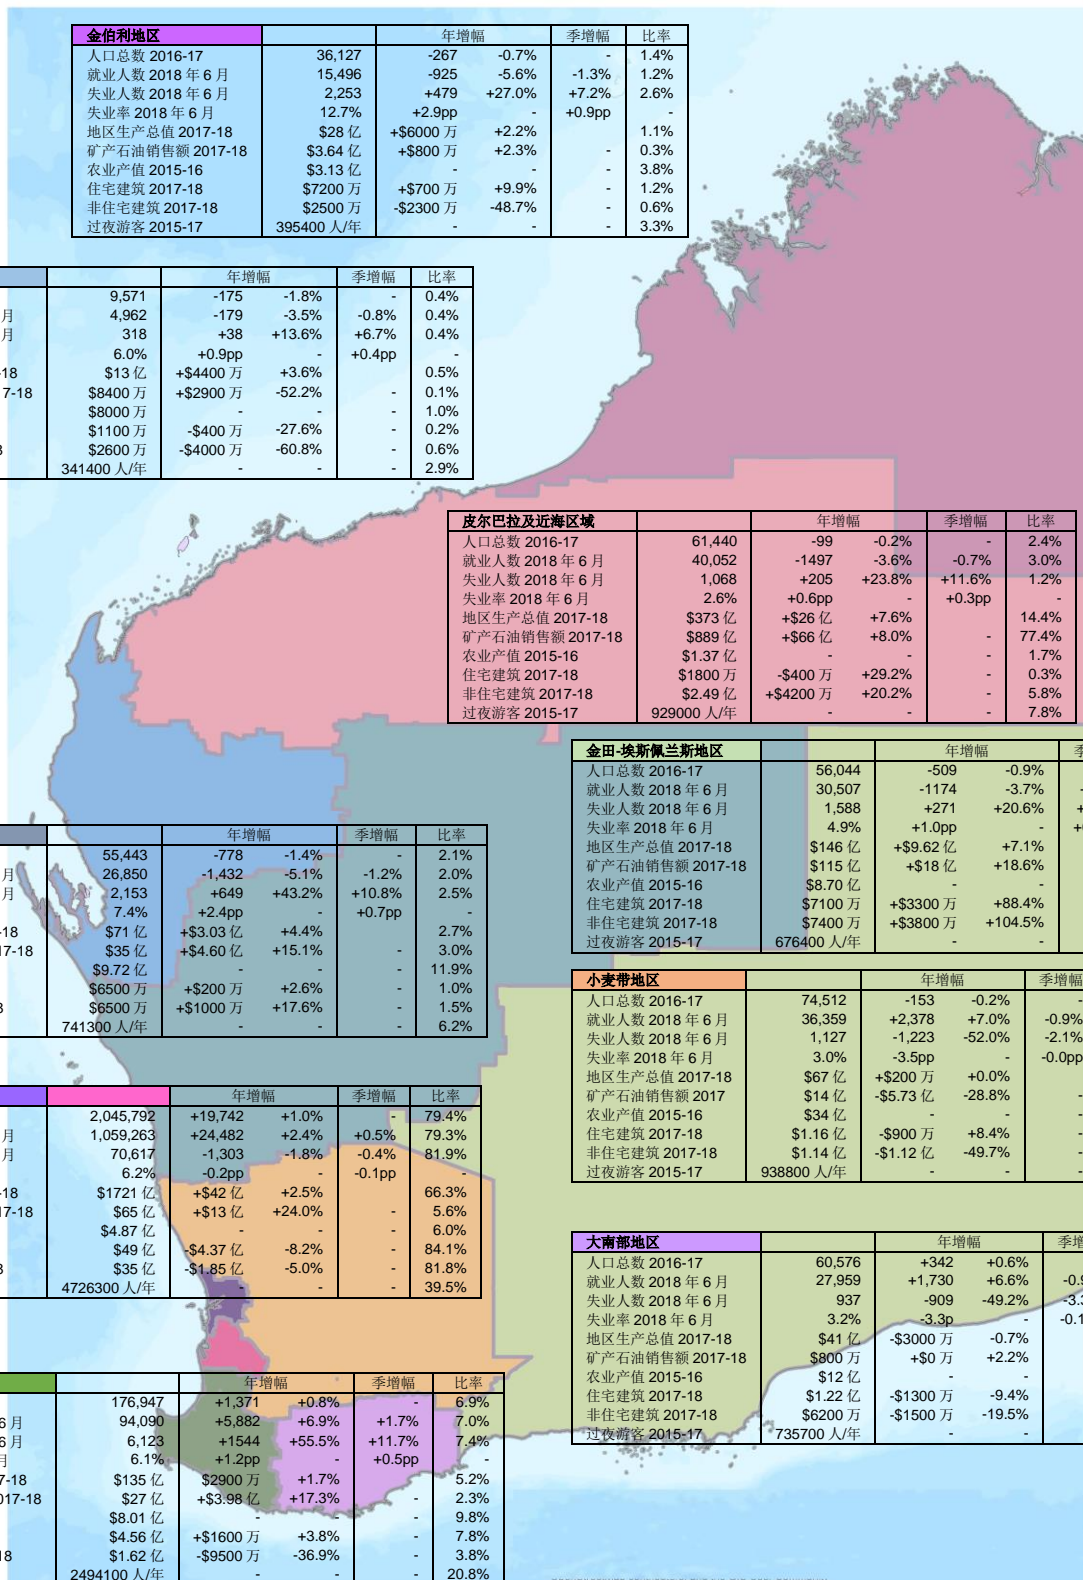 金伯利地区 年增幅 季增幅 比率
人口总数 2016-17 36,127 -267 -0.7% - 1.4%
就业人数 2018 年 6 月 15,496 -925 -5.6% -1.3% 1.2%
失业人数 2018 年 6 月 2,253 +479 +27.0% +7.2% 2.6%
失业率 2018 年 6 月 12.7% +2.9pp - +0.9pp -
地区生产总值 2017-18 $28 亿 +$6000 万 +2.2% 1.1%
矿产石油销售额 2017-18 $3.64 亿 +$800 万 +2.3% - 0.3%
农业产值 2015-16 $3.13 亿 - - - 3.8%
住宅建筑 2017-18 $7200 万 +$700 万 +9.9% - 1.2%
非住宅建筑 2017-18 $2500 万 -$2300 万 -48.7% - 0.6%
过夜游客 2015-17 395400 人/年 - - - 3.3%
年增幅 季增幅 比率
9,571 -175 -1.8% - 0.4%
月 4,962 -179 -3.5% -0.8% 0.4%
月 318 +38 +13.6% +6.7% 0.4%
6.0% +0.9pp - +0.4pp -
-18 $13 亿 +$4400 万 +3.6% 0.5%
7-18 $8400 万 +$2900 万 -52.2% - 0.1%
$8000 万 - - - 1.0%
$1100 万 -$400 万 -27.6% - 0.2%
3 $2600 万 -$4000 万 -60.8% - 0.6%
341400 人/年 - - - 2.9%
皮尔巴拉及近海区域 年增幅 季增幅 比率
人口总数 2016-17 61,440 -99 -0.2% - 2.4%
就业人数 2018 年 6 月 40,052 -1497 -3.6% -0.7% 3.0%
失业人数 2018 年 6 月 1,068 +205 +23.8% +11.6% 1.2%
失业率 2018 年 6 月 2.6% +0.6pp - +0.3pp -
地区生产总值 2017-18 $373 亿 +$26 亿 +7.6% 14.4%
矿产石油销售额 2017-18 $889 亿 +$66 亿 +8.0% - 77.4%
农业产值 2015-16 $1.37 亿 - - - 1.7%
住宅建筑 2017-18 $1800 万 -$400 万 +29.2% - 0.3%
非住宅建筑 2017-18 $2.49 亿 +$4200 万 +20.2% - 5.8%
过夜游客 2015-17 929000 人/年 - - - 7.8%
金田-埃斯佩兰斯地区 年增幅
人口总数 2016-17 56,044 -509 -0.9%
就业人数 2018 年 6 月 30,507 -1174 -3.7% -
失业人数 2018 年 6 月 1,588 +271 +20.6% +
失业率 2018 年 6 月 4.9% +1.0pp - +
地区生产总值 2017-18 $146 亿 +$9.62 亿 +7.1%
矿产石油销售额 2017-18 $115 亿 +$18 亿 +18.6%
农业产值 2015-16 $8.70 亿 - -
住宅建筑 2017-18 $7100 万 +$3300 万 +88.4%
非住宅建筑 2017-18 $7400 万 +$3800 万 +104.5%
过夜游客 2015-17 676400 人/年 - -
年增幅 季增幅 比率
55,443 -778 -1.4% - 2.1%
月 26,850 -1,432 -5.1% -1.2% 2.0%
月 2,153 +649 +43.2% +10.8% 2.5%
7.4% +2.4pp - +0.7pp -
-18 $71 亿 +$3.03 亿 +4.4% 2.7%
17-18 $35 亿 +$4.60 亿 +15.1% - 3.0%
$9.72 亿 - - - 11.9%
$6500 万 +$200 万 +2.6% - 1.0%
3 $6500 万 +$1000 万 +17.6% - 1.5%
741300 人/年 - - - 6.2%
小麦带地区 年增幅 季增幅
人口总数 2016-17 74,512 -153 -0.2% -
就业人数 2018 年 6 月 36,359 +2,378 +7.0% -0.9%
失业人数 2018 年 6 月 1,127 -1,223 -52.0% -2.1%
失业率 2018 年 6 月 3.0% -3.5pp - -0.0pp
地区生产总值 2017-18 $67 亿 +$200 万 +0.0%
矿产石油销售额 2017 $14 亿 -$5.73 亿 -28.8% -
农业产值 2015-16 $34 亿 - - -
住宅建筑 2017-18 $1.16 亿 -$900 万 +8.4% -
非住宅建筑 2017-18 $1.14 亿 -$1.12 亿 -49.7% -
过夜游客 2015-17 938800 人/年 - - -
年增幅 季增幅 比率
2,045,792 +19,742 +1.0% - 79.4%
月 1,059,263 +24,482 +2.4% +0.5% 79.3%
月 70,617 -1,303 -1.8% -0.4% 81.9%
6.2% -0.2pp - -0.1pp -
-18 $1721 亿 +$42 亿 +2.5% 66.3%
17-18 $65 亿 +$13 亿 +24.0% - 5.6%
$4.87 亿 - - - 6.0%
$49 亿 -$4.37 亿 -8.2% - 84.1%
3 $35 亿 -$1.85 亿 -5.0% - 81.8%
4726300 人/年 - - - 39.5%
大南部地区 年增幅 季增
人口总数 2016-17 60,576 +342 +0.6%
就业人数 2018 年 6 月 27,959 +1,730 +6.6% -0.9
失业人数 2018 年 6 月 937 -909 -49.2% -3.3
失业率 2018 年 6 月 3.2% -3.3p - -0.1
地区生产总值 2017-18 $41 亿 -$3000 万 -0.7%
矿产石油销售额 2017-18 $800 万 +$0 万 +2.2%
农业产值 2015-16 $12 亿 - -
住宅建筑 2017-18 $1.22 亿 -$1300 万 -9.4%
非住宅建筑 2017-18 $6200 万 -$1500 万 -19.5%
过夜游客 2015-17 735700 人/年 - -
年增幅 季增幅 比率
176,947 +1,371 +0.8% - 6.9%
6 月 94,090 +5,882 +6.9% +1.7% 7.0%
6 月 6,123 +1544 +55.5% +11.7% 7.4%
月 6.1% +1.2pp - +0.5pp -
7-18 $135 亿 $2900 万 +1.7% 5.2%
017-18 $27 亿 +$3.98 亿 +17.3% - 2.3%
$8.01 亿 - - - 9.8%
$4.56 亿 +$1600 万 +3.8% - 7.8%
18 $1.62 亿 -$9500 万 -36.9% - 3.8%
2494100 人/年 - - - 20.8%